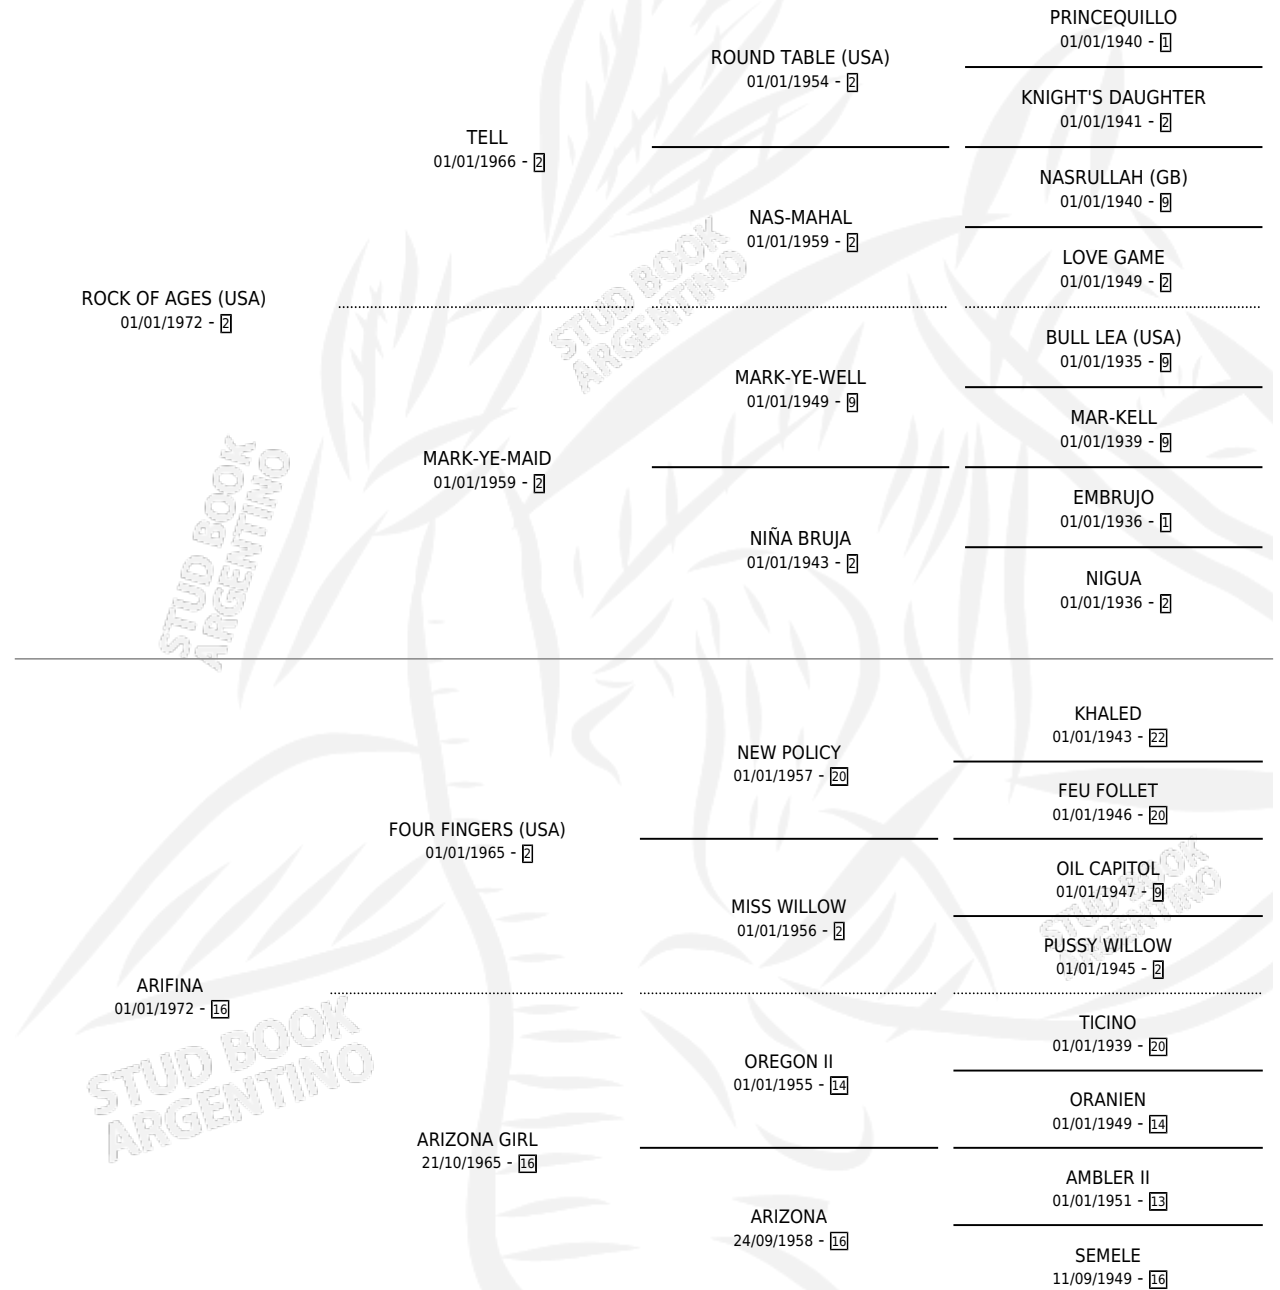 PRINCEQUILLO
01/01/1940 - 1
ROUND TABLE (USA)
01/01/1954 - 2
KNIGHT'S DAUGHTER
01/01/1941 - 2
TELL
01/01/1966 - 2
NASRULLAH (GB)
01/01/1940 - 9
NAS-MAHAL
01/01/1959 - 2
LOVE GAME
01/01/1949 - 2
STUD BOOK
ARGENTINO
ROCK OF AGES (USA)
01/01/1972 - 2
BULL LEA (USA)
01/01/1935 - 9
MARK-YE-WELL
01/01/1949 - 9
MAR-KELL
01/01/1939 - 9
MARK-YE-MAID
01/01/1959 - 2
EMBRUJO
01/01/1936 - 1
NIÑA BRUJA
01/01/1943 - 2
NIGUA
01/01/1936 - 2
STUD BOOK
ARGENTINO
KHALED
01/01/1943 - 22
NEW POLICY
01/01/1957 - 20
FEU FOLLET
01/01/1946 - 20
FOUR FINGERS (USA)
01/01/1965 - 2
OIL CAPITOL
01/01/1947 - 9
MISS WILLOW
01/01/1956 - 2
PUSSY WILLOW
01/01/1945 - 2
STUD BOOK
ARGENTINO
ARIFINA
01/01/1972 - 16
TICINO
01/01/1939 - 20
OREGON II
01/01/1955 - 14
ORANIEN
01/01/1949 - 14
STUD BOOK
ARGENTINO
ARIZONA GIRL
21/10/1965 - 16
AMBLER II
01/01/1951 - 13
ARIZONA
24/09/1958 - 16
SEMELE
11/09/1949 - 16